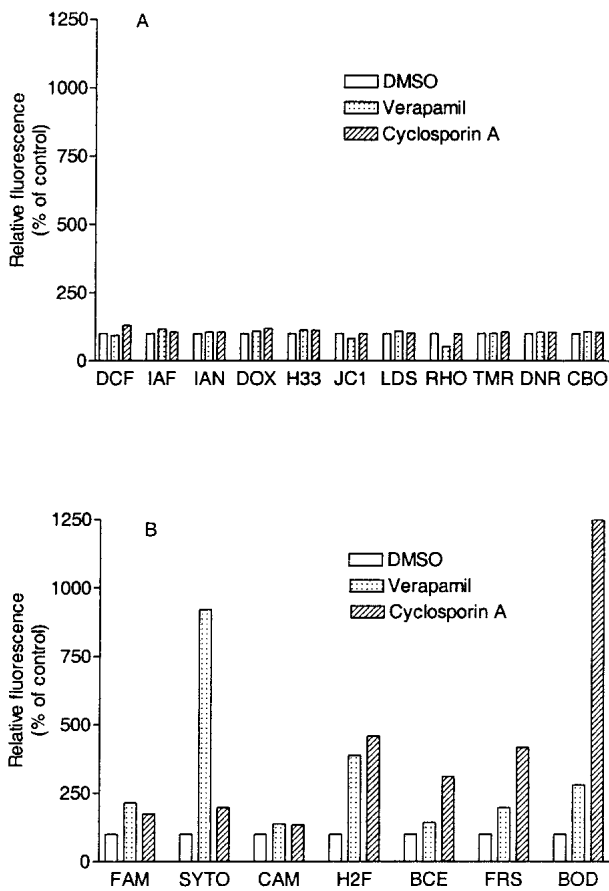 A
1250
1000
750
500
250
0
Relative fluorescence
(% of control)
DMSO
Verapamil
Cyclosporin A
DCF IAF IAN DOX H33 JC1 LDS RHO TMR DNR CBO
B
1250
1000
750
500
250
0
Relative fluorescence
(% of control)
DMSO
Verapamil
Cyclosporin A
FAM SYTO CAM H2F BCE FRS BOD